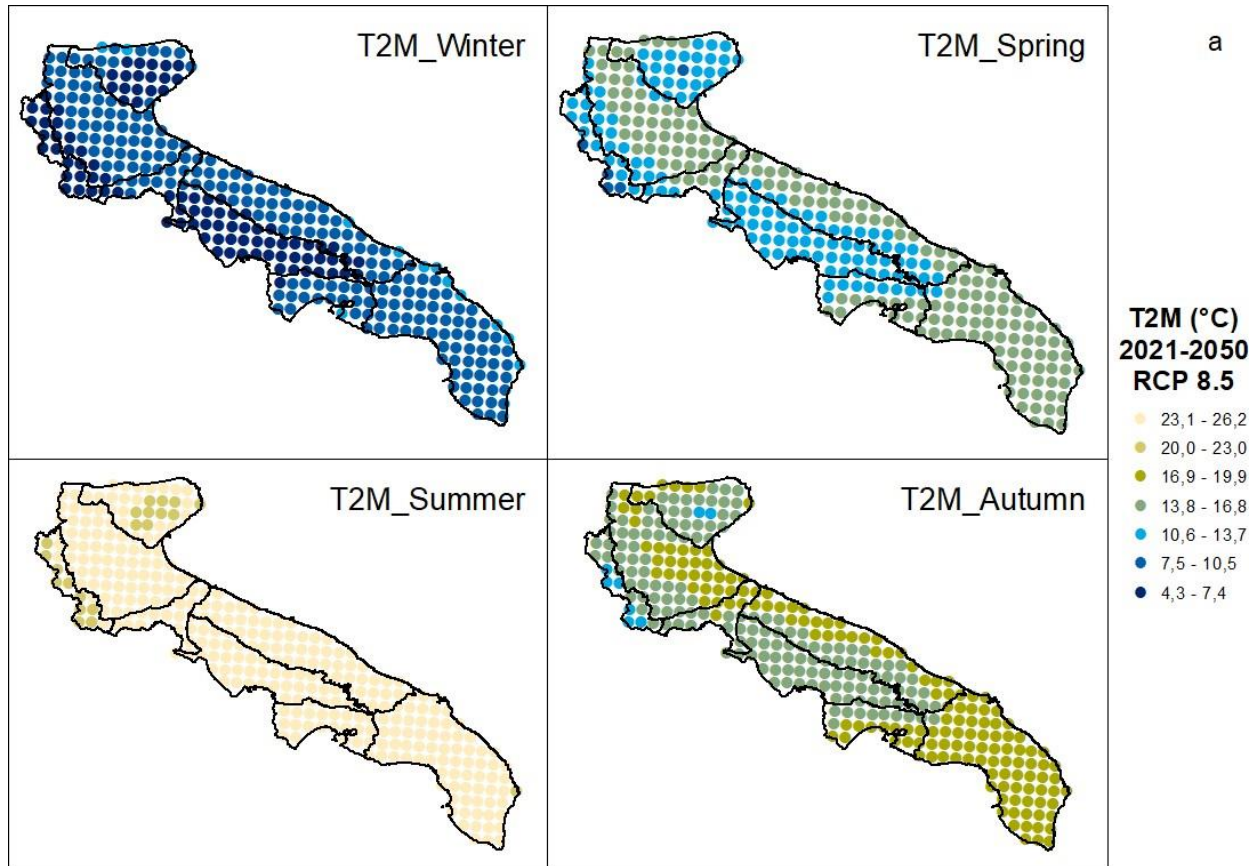 T2M_Winter
T2M_Spring
a
T2M_Summer
T2M_Autumn
T2M (°C)
2021-2050
RCP 8.5
23,1 - 26,2
20,0 - 23,0
16,9 - 19,9
13,8 - 16,8
10,6 - 13,7
7,5 - 10,5
4,3 - 7,4